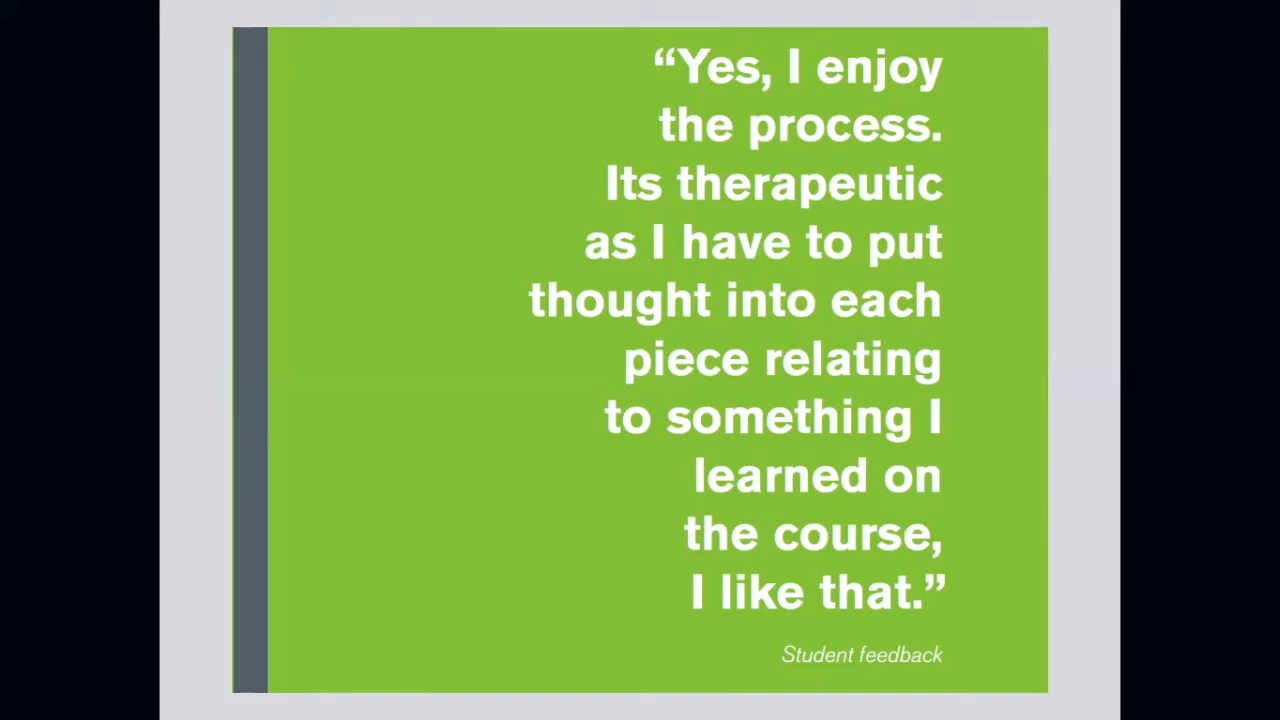 “Yes, I enjoy
the process.
Its therapeutic
as I have to put
thought into each
piece relating
to something I
learned on
the course,
I like that.”
Student feedback